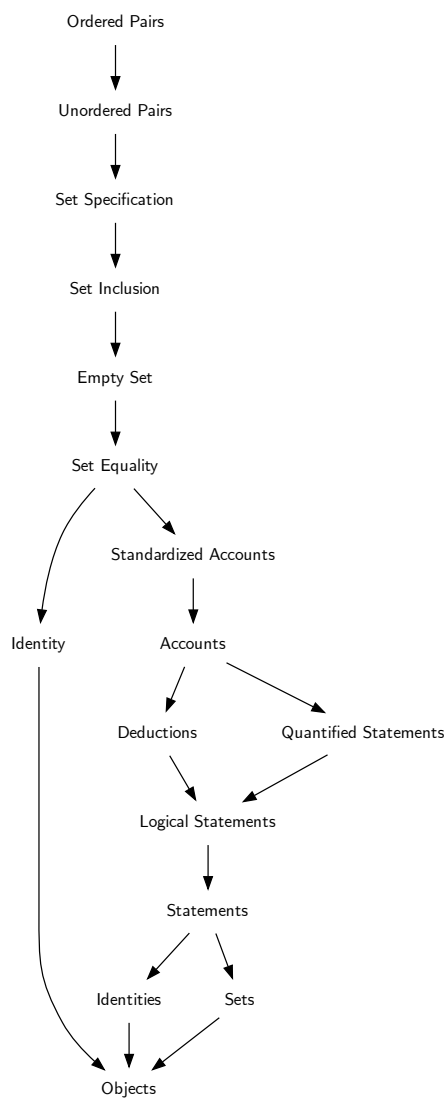 Ordered Pairs
Unordered Pairs
Set Specification
Set Inclusion
Empty Set
Set Equality
Standardized Accounts
Identity
Accounts
Deductions
Quantified Statements
Logical Statements
Statements
Identities
Sets
Objects